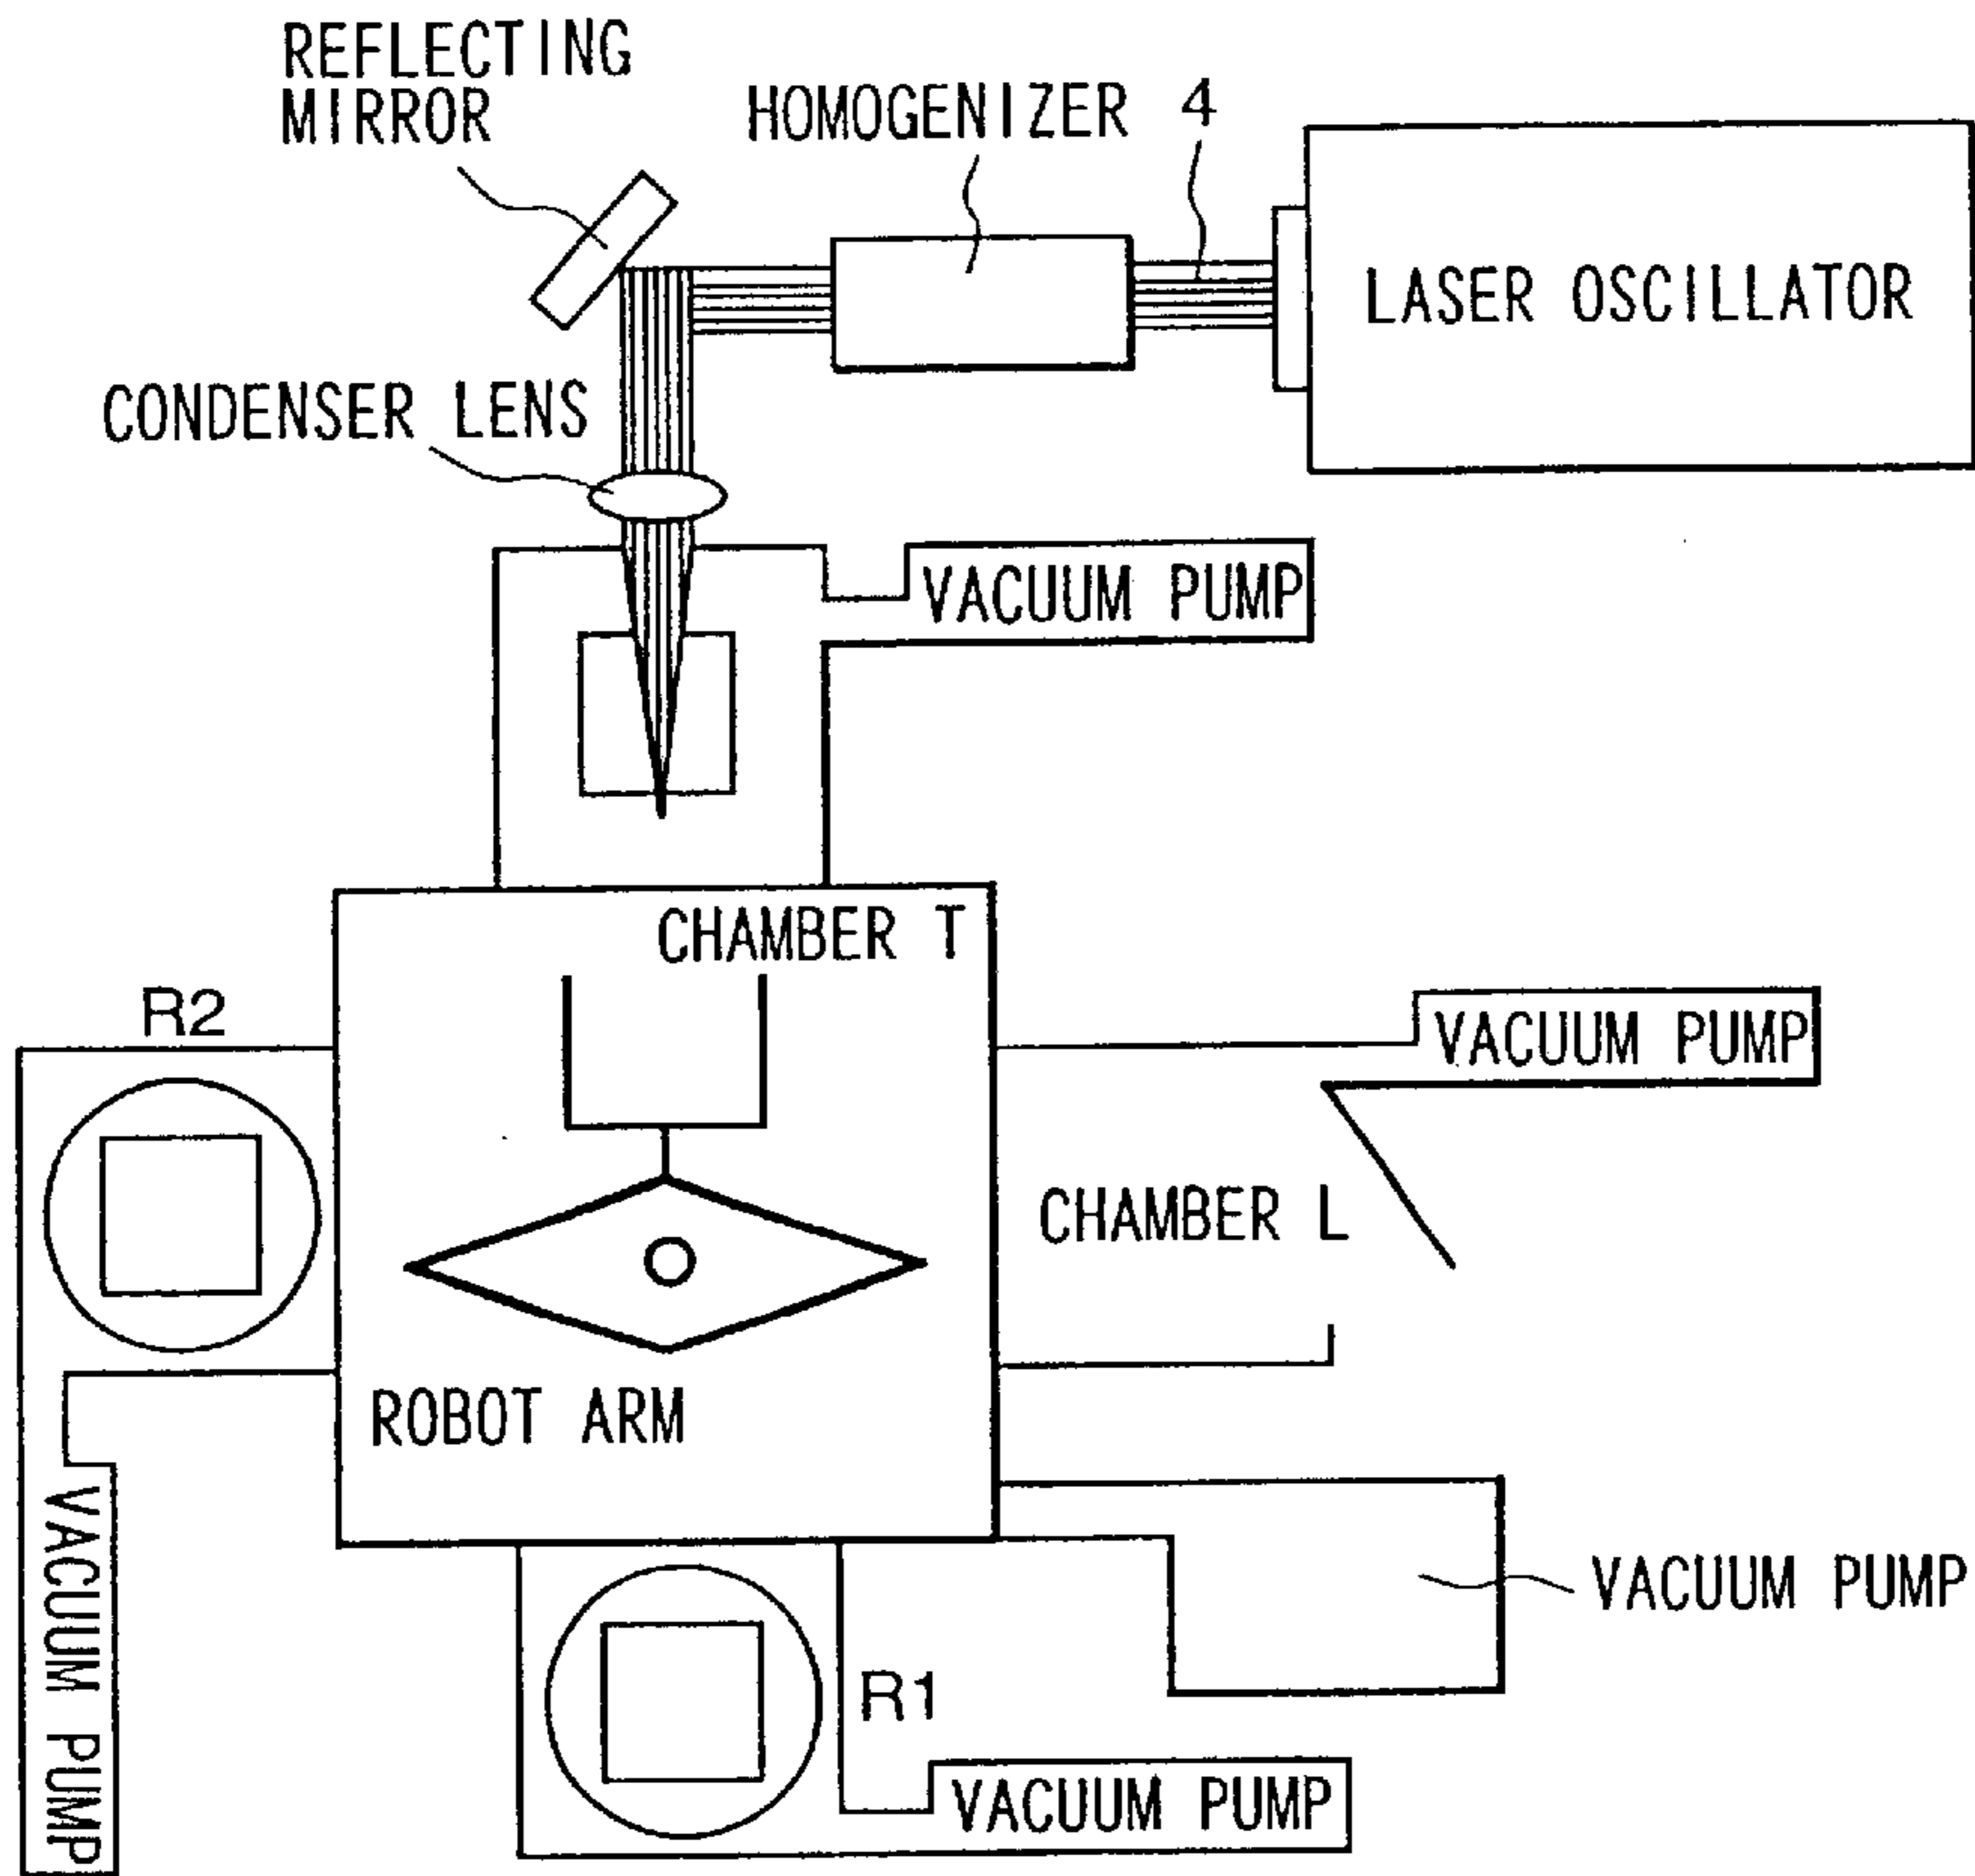 REFLECTING
MIRROR
HOMOGENIZER
4
LASER OSCILLATOR
CONDENSER LENS
VACUUM PUMP
CHAMBER T
R2
VACUUM PUMP
CHAMBER L
ROBOT ARM
VACUUM PUMP
VACUUM PUMP
R1
VACUUM PUMP